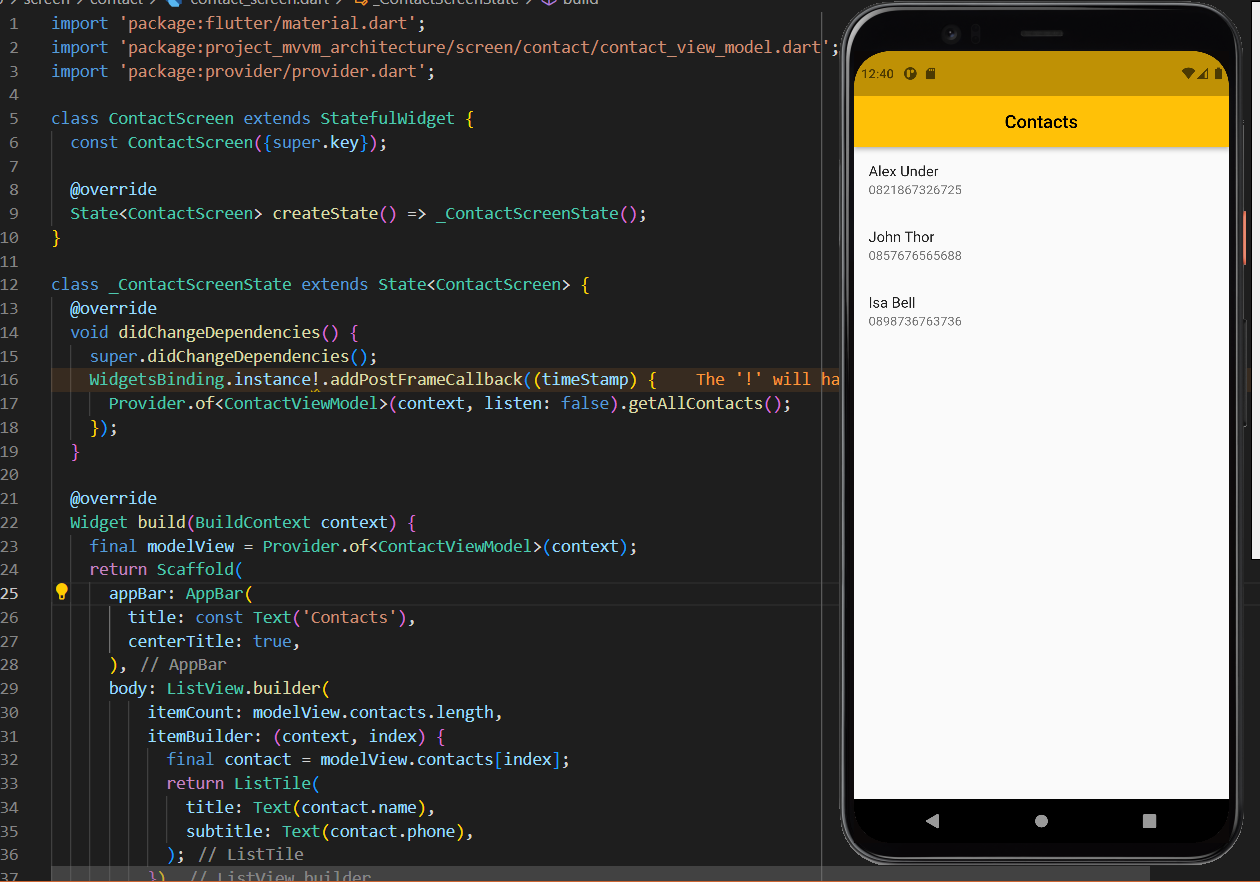 screen > contact > contact_screen.dart > _ContactScreenState > build
1 import 'package:flutter/material.dart';
2 import 'package:project_mvvm_architecture/screen/contact/contact_view_model.dart';
3 import 'package:provider/provider.dart';
4
5 class ContactScreen extends StatefulWidget {
6 const ContactScreen({super.key});
7
8 @override
9 State<ContactScreen> createState() => _ContactScreenState();
10 }
11
12 class _ContactScreenState extends State<ContactScreen> {
13 @override
14 void didChangeDependencies() {
15 super.didChangeDependencies();
16 WidgetsBinding.instance!.addPostFrameCallback((timeStamp) { The '!' will ha
17 Provider.of<ContactViewModel>(context, listen: false).getAllContacts();
18 });
19 }
20
21 @override
22 Widget build(BuildContext context) {
23 final modelView = Provider.of<ContactViewModel>(context);
24 return Scaffold(
25 appBar: AppBar(
26 title: const Text('Contacts'),
27 centerTitle: true,
28 ), // AppBar
29 body: ListView.builder(
30 itemCount: modelView.contacts.length,
31 itemBuilder: (context, index) {
32 final contact = modelView.contacts[index];
33 return ListTile(
34 title: Text(contact.name),
35 subtitle: Text(contact.phone),
36 ); // ListTile
37 }) // ListView.builder
12:40
Contacts
Alex Under
0821867326725
John Thor
0857676565688
Isa Bell
0898736763736